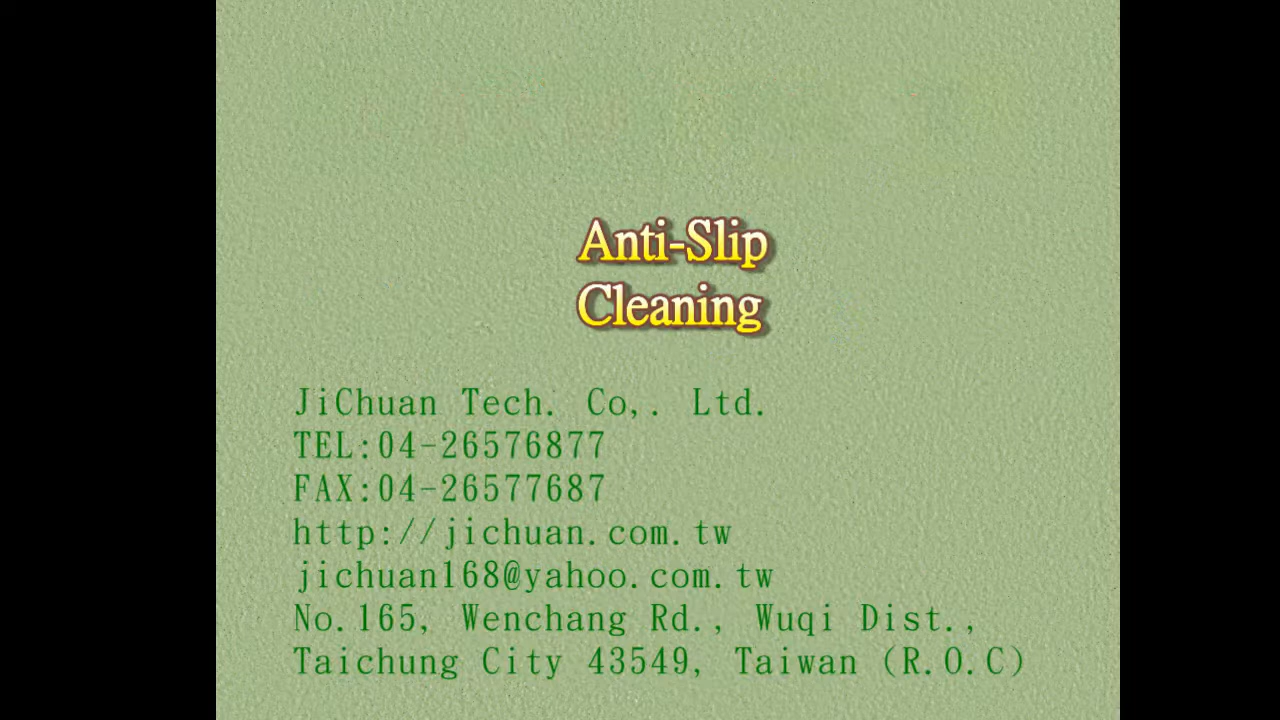 Anti-Slip
Cleaning
JiChuan Tech. Co,. Ltd.
TEL:04-26576877
FAX:04-26577687
http://jichuan.com.tw
jichuan168@yahoo.com.tw
No.165, Wenchang Rd., Wuqi Dist.,
Taichung City 43549, Taiwan (R.O.C)